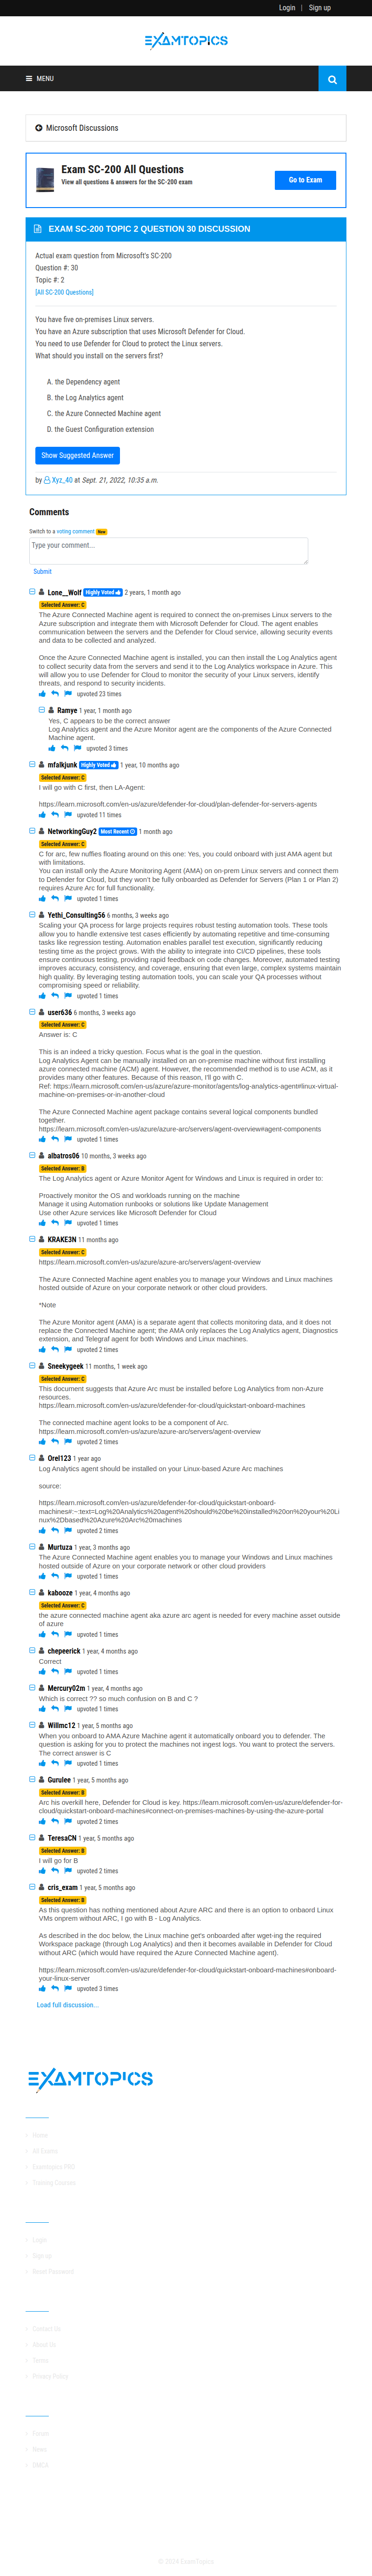 Login | Sign up
EXAMTOPICS
MENU
Microsoft Discussions
Exam SC-200 All Questions
View all questions & answers for the SC-200 exam
Go to Exam
EXAM SC-200 TOPIC 2 QUESTION 30 DISCUSSION
Actual exam question from Microsoft's SC-200
Question #: 30
Topic #: 2
[All SC-200 Questions]
You have five on-premises Linux servers.
You have an Azure subscription that uses Microsoft Defender for Cloud.
You need to use Defender for Cloud to protect the Linux servers.
What should you install on the servers first?
A. the Dependency agent
B. the Log Analytics agent
C. the Azure Connected Machine agent
D. the Guest Configuration extension
Show Suggested Answer
by Xyz_40 at Sept. 21, 2022, 10:35 a.m.
Comments
Switch to a voting comment New
Type your comment...
Submit
Lone__Wolf Highly Voted 2 years, 1 month ago
Selected Answer: C
The Azure Connected Machine agent is required to connect the on-premises Linux servers to the
Azure subscription and integrate them with Microsoft Defender for Cloud. The agent enables
communication between the servers and the Defender for Cloud service, allowing security events
and data to be collected and analyzed.
Once the Azure Connected Machine agent is installed, you can then install the Log Analytics agent
to collect security data from the servers and send it to the Log Analytics workspace in Azure. This
will allow you to use Defender for Cloud to monitor the security of your Linux servers, identify
threats, and respond to security incidents.
upvoted 23 times
Ramye 1 year, 1 month ago
Yes, C appears to be the correct answer
Log Analytics agent and the Azure Monitor agent are the components of the Azure Connected
Machine agent.
upvoted 3 times
mfalkjunk Highly Voted 1 year, 10 months ago
Selected Answer: C
I will go with C first, then LA-Agent:
https://learn.microsoft.com/en-us/azure/defender-for-cloud/plan-defender-for-servers-agents
upvoted 11 times
NetworkingGuy2 Most Recent 1 month ago
Selected Answer: C
C for arc, few nuffies floating around on this one: Yes, you could onboard with just AMA agent but
with limitations.
You can install only the Azure Monitoring Agent (AMA) on on-prem Linux servers and connect them
to Defender for Cloud, but they won't be fully onboarded as Defender for Servers (Plan 1 or Plan 2)
requires Azure Arc for full functionality.
upvoted 1 times
Yethi_Consulting56 6 months, 3 weeks ago
Scaling your QA process for large projects requires robust testing automation tools. These tools
allow you to handle extensive test cases efficiently by automating repetitive and time-consuming
tasks like regression testing. Automation enables parallel test execution, significantly reducing
testing time as the project grows. With the ability to integrate into CI/CD pipelines, these tools
ensure continuous testing, providing rapid feedback on code changes. Moreover, automated testing
improves accuracy, consistency, and coverage, ensuring that even large, complex systems maintain
high quality. By leveraging testing automation tools, you can scale your QA processes without
compromising speed or reliability.
upvoted 1 times
user636 6 months, 3 weeks ago
Selected Answer: C
Answer is: C
This is an indeed a tricky question. Focus what is the goal in the question.
Log Analytics Agent can be manually installed on an on-premise machine without first installing
azure connected machine (ACM) agent. However, the recommended method is to use ACM, as it
provides many other features. Because of this reason, I'll go with C.
Ref: https://learn.microsoft.com/en-us/azure/azure-monitor/agents/log-analytics-agent#linux-virtual-
machine-on-premises-or-in-another-cloud
The Azure Connected Machine agent package contains several logical components bundled
together.
https://learn.microsoft.com/en-us/azure/azure-arc/servers/agent-overview#agent-components
upvoted 1 times
albatros06 10 months, 3 weeks ago
Selected Answer: B
The Log Analytics agent or Azure Monitor Agent for Windows and Linux is required in order to:
Proactively monitor the OS and workloads running on the machine
Manage it using Automation runbooks or solutions like Update Management
Use other Azure services like Microsoft Defender for Cloud
upvoted 1 times
KRAKE3N 11 months ago
Selected Answer: C
https://learn.microsoft.com/en-us/azure/azure-arc/servers/agent-overview
The Azure Connected Machine agent enables you to manage your Windows and Linux machines
hosted outside of Azure on your corporate network or other cloud providers.
*Note
The Azure Monitor agent (AMA) is a separate agent that collects monitoring data, and it does not
replace the Connected Machine agent; the AMA only replaces the Log Analytics agent, Diagnostics
extension, and Telegraf agent for both Windows and Linux machines.
upvoted 2 times
Sneekygeek 11 months, 1 week ago
Selected Answer: C
This document suggests that Azure Arc must be installed before Log Analytics from non-Azure
resources.
https://learn.microsoft.com/en-us/azure/defender-for-cloud/quickstart-onboard-machines
The connected machine agent looks to be a component of Arc.
https://learn.microsoft.com/en-us/azure/azure-arc/servers/agent-overview
upvoted 2 times
Orel123 1 year ago
Log Analytics agent should be installed on your Linux-based Azure Arc machines
source:
https://learn.microsoft.com/en-us/azure/defender-for-cloud/quickstart-onboard-
machines#:~:text=Log%20Analytics%20agent%20should%20be%20installed%20on%20your%20Li
nux%2Dbased%20Azure%20Arc%20machines
upvoted 2 times
Murtuza 1 year, 3 months ago
The Azure Connected Machine agent enables you to manage your Windows and Linux machines
hosted outside of Azure on your corporate network or other cloud providers
upvoted 1 times
kabooze 1 year, 4 months ago
Selected Answer: C
the azure connected machine agent aka azure arc agent is needed for every machine asset outside
of azure
upvoted 1 times
chepeerick 1 year, 4 months ago
Correct
upvoted 1 times
Mercury02m 1 year, 4 months ago
Which is correct ?? so much confusion on B and C ?
upvoted 1 times
Willmc12 1 year, 5 months ago
When you onboard to AMA Azure Machine agent it automatically onboard you to defender. The
question is asking for you to protect the machines not ingest logs. You want to protect the servers.
The correct answer is C
upvoted 1 times
Gurulee 1 year, 5 months ago
Selected Answer: B
Arc his overkill here, Defender for Cloud is key. https://learn.microsoft.com/en-us/azure/defender-for-
cloud/quickstart-onboard-machines#connect-on-premises-machines-by-using-the-azure-portal
upvoted 2 times
TeresaCN 1 year, 5 months ago
Selected Answer: B
I will go for B
upvoted 2 times
cris_exam 1 year, 5 months ago
Selected Answer: B
As this question has nothing mentioned about Azure ARC and there is an option to onbaord Linux
VMs onprem without ARC, I go with B - Log Analytics.
As described in the doc below, the Linux machine get's onboarded after wget-ing the required
Workspace package (through Log Analytics) and then it becomes available in Defender for Cloud
without ARC (which would have required the Azure Connected Machine agent).
https://learn.microsoft.com/en-us/azure/defender-for-cloud/quickstart-onboard-machines#onboard-
your-linux-server
upvoted 3 times
Load full discussion...
EXAMTOPICS
Home
All Exams
Examtopics PRO
Training Courses
Login
Sign up
Reset Password
Contact Us
About Us
Terms
Privacy Policy
Forum
News
DMCA
© 2024 ExamTopics